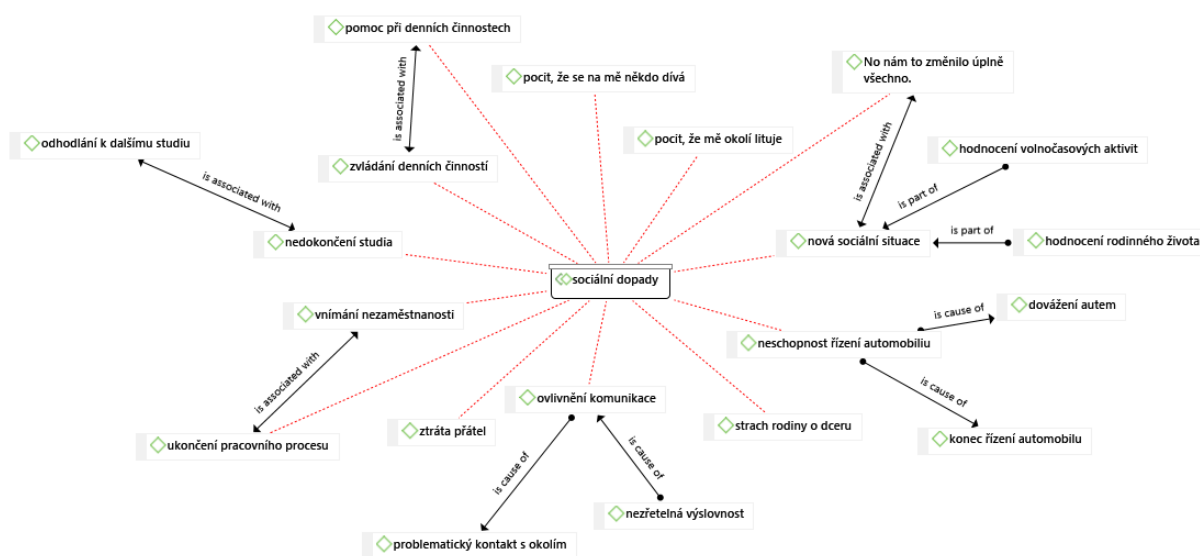 pomoc při denních činnostech
No nám to změnilo úplně
všechno.
pocit, že se na mě někdo dívá
is associated with
odhodlání k dalšímu studiu
pocit, že mě okolí lituje
is associated with
hodnocení volnočasových aktivit
zvládání denních činností
is associated with
is part of
is part of
nedokončení studia
nová sociální situace
hodnocení rodinného života
sociální dopady
dovážení autem
is cause of
vnímání nezaměstnanosti
neschopnost řízení automobiliu
is associated with
is cause of
ovlivnění komunikace
ztráta přátel
strach rodiny o dceru
konec řízení automobilu
ukončení pracovního procesu
is cause of
is cause of
nezřetelná výslovnost
problematický kontakt s okolím